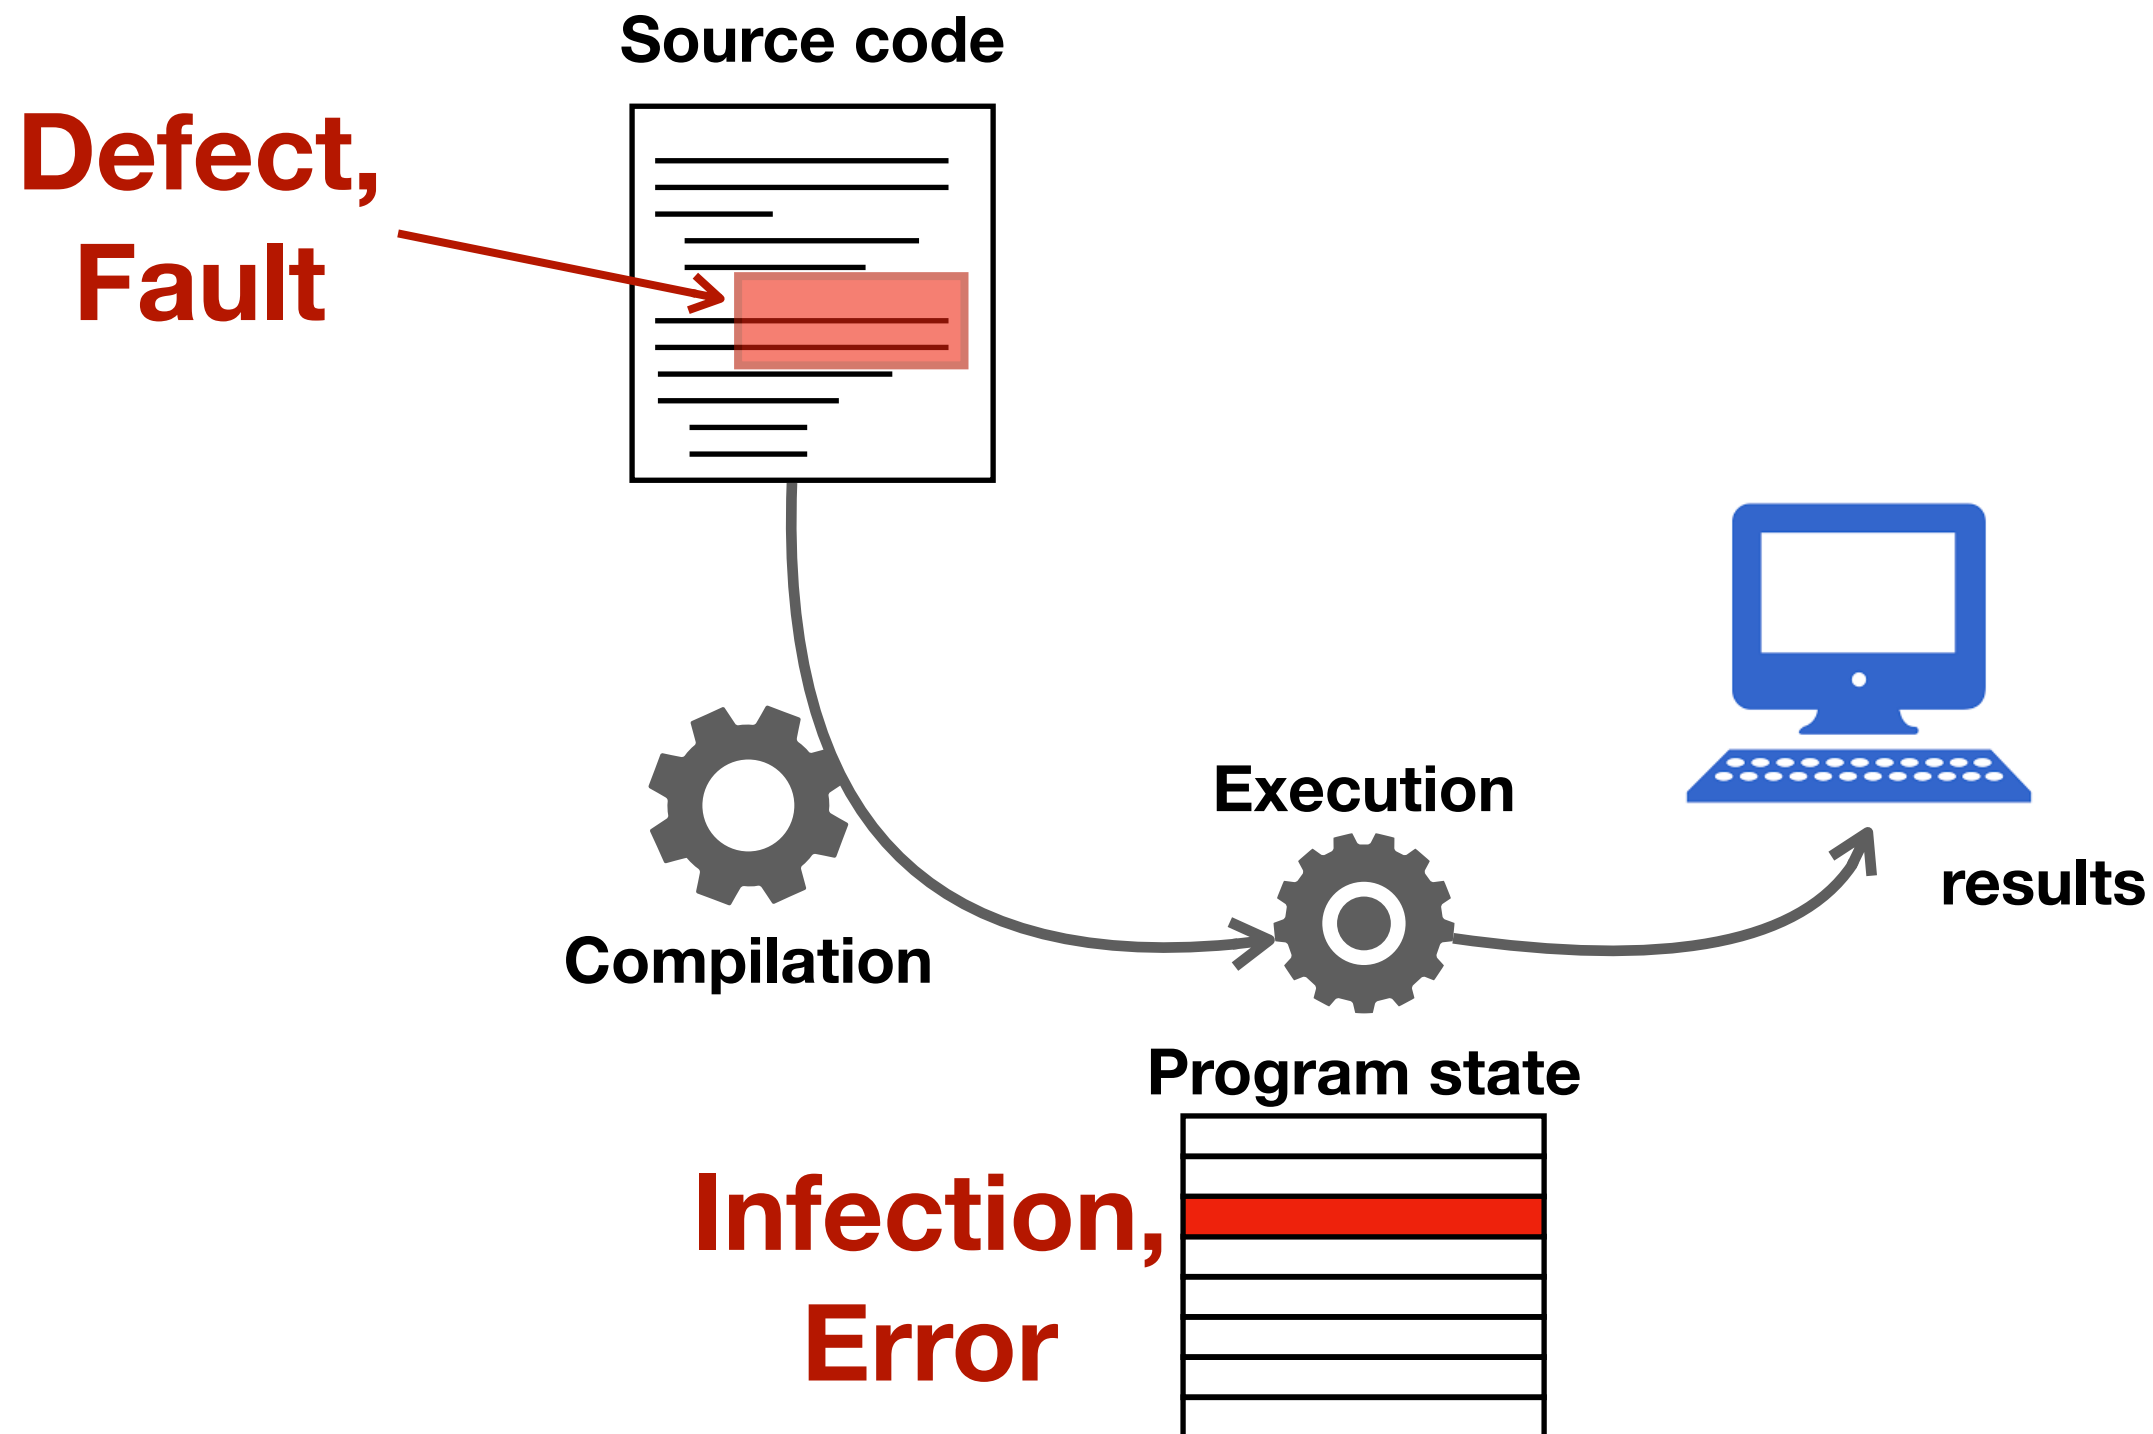 Source code
Defect,
Fault
Execution
results
Compilation
Program state
Infection,
Error